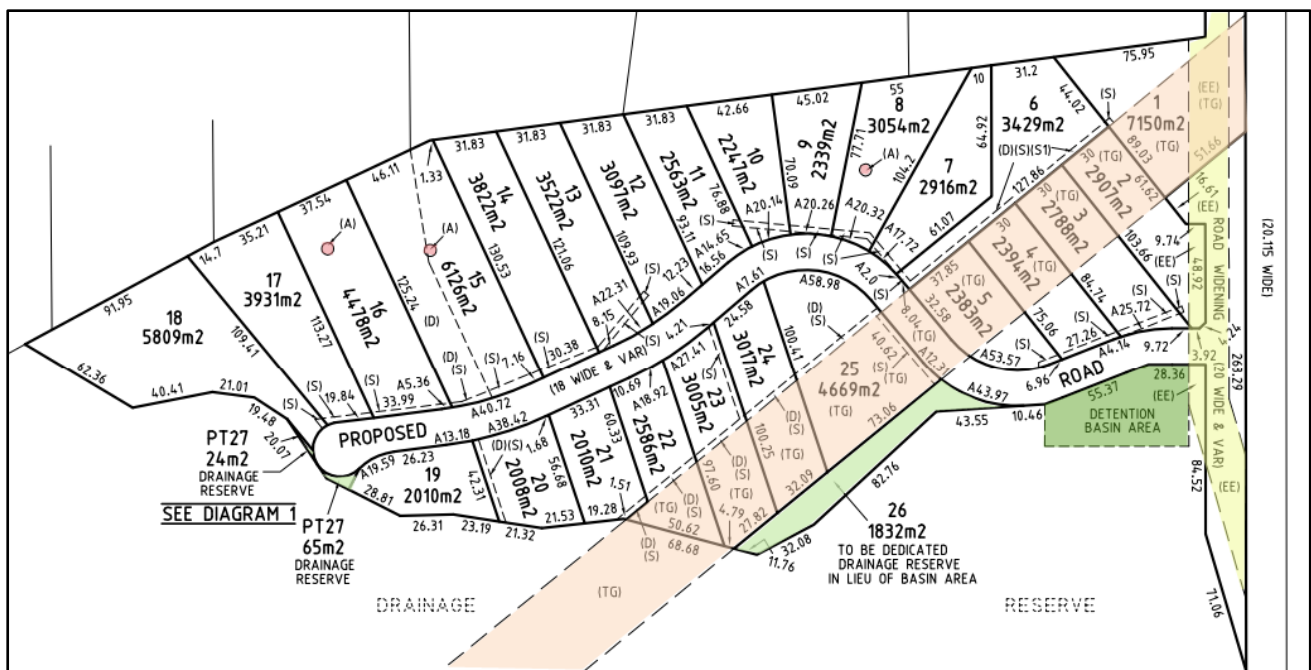 75.95
31.2
10
55
45.02
42.66
31.83
31.83
31.83
31.83
46.11
37.54
35.21
14.7
91.95
1.33
(S)
44.02
(EE)
(TG)
1
7150m2
(TG)
51.66
6
3429m2
(D)(S)(S1)
64.92
8
3054m2
(A)
77.71
104.2
9
2339m2
70.09
10
2247m2
76.88
7
2916m2
61.07
127.86
30
(TG)
89.03
61.62
2
2907m2
16.61
(EE)
11
2563m2
93.11
12
3097m2
109.93
13
3522m2
121.06
14
3822m2
130.53
(A)
(A)
15
6126m2
(D)
125.24
16
4478m2
113.27
17
3931m2
109.41
18
5809m2
62.36
40.41
21.01
19.48
20.07
(S)
A20.14
A20.26
A20.32
A17.72
(S)
(S)
(S)
(S)
A2.0
(S)
A14.65
16.56
12.23
(S)
A19.06
A22.31
8.15
A7.61
A58.98
30
(TG)
3
2788m2
103.66
30
(TG)
4
2394m2
84.74
37.85
(TG)
5
2383m2
75.06
32.58
8.04
(TG)
A12.31
9.74
(EE)
48.92
ROAD WIDENING
(20 WIDE & VAR)
(20.115 WIDE)
A25.72
(S)
27.26
(S)
A4.14
9.72
3.92
263.29
A53.57
6.96
A43.97
ROAD
55.37
28.36
(EE)
DETENTION
BASIN AREA
43.55
10.46
84.52
(EE)
71.06
(S)
19.84
(S)
33.99
A5.36
(D)
(S)
(S)
7.16
30.38
(S)
4.21
24.58
(18 WIDE & VAR)
PROPOSED
A40.72
A38.42
A13.18
26.23
A19.59
28.81
19
2010m2
42.31
(D)(S)
1.68
20
2008m2
56.68
33.31
21
2010m2
60.33
10.69
A18.92
1.51
22
2586m2
A27.41
(S)
23
3005m2
97.60
24
3017m2
100.41
(D)
(S)
100.25
(D)
(S)
(TG)
(D)
(S)
(TG)
25
4669m2
(TG)
40.62
(S)
(TG)
73.06
32.09
27.82
4.79
(TG)
(D)
(S)
50.62
68.68
(D)
(S)
19.28
21.53
21.32
23.19
26.31
11.76
32.08
82.76
PT27
24m2
DRAINAGE
RESERVE
SEE DIAGRAM 1
PT27
65m2
DRAINAGE
RESERVE
26
1832m2
TO BE DEDICATED
DRAINAGE RESERVE
IN LIEU OF BASIN AREA
(TG)
DRAINAGE
RESERVE